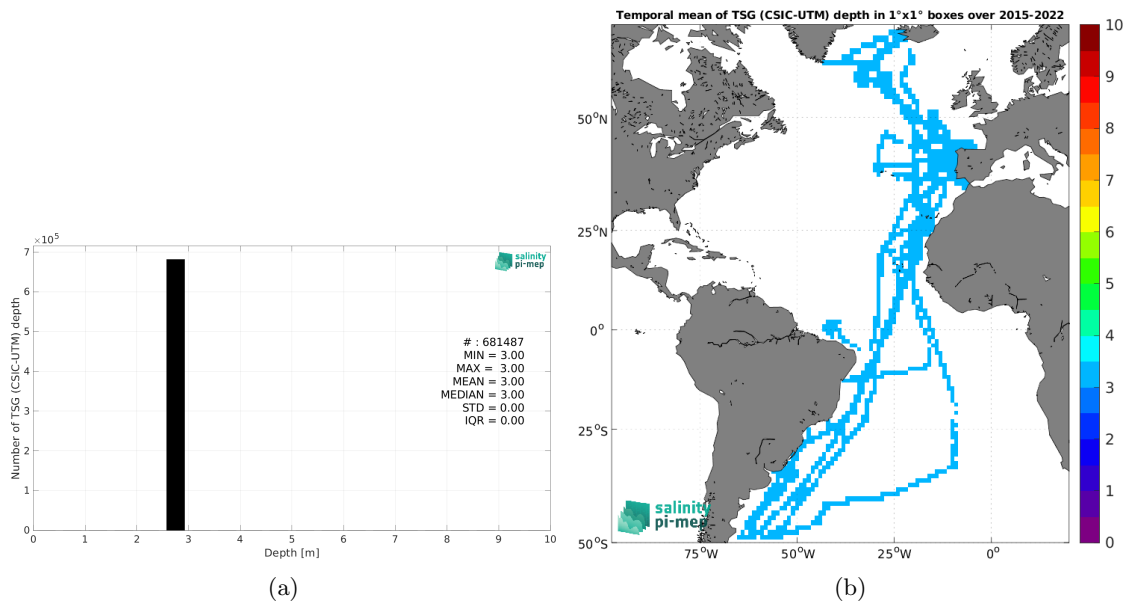 ×10⁵
7
6
5
4
3
2
1
0
Number of TSG (CSIC-UTM) depth
salinity
pi-mep
# : 681487
MIN = 3.00
MAX =  3.00
MEAN = 3.00
MEDIAN = 3.00
STD = 0.00
IQR = 0.00
0 1 2 3 4 5 6 7 8 9 10
Depth [m]
(a)
Temporal mean of TSG (CSIC-UTM) depth in 1°x1° boxes over 2015-2022
50°N
25°N
0°
25°S
50°S
75°W 50°W 25°W 0°
salinity
pi-mep
10
9
8
7
6
5
4
3
2
1
0
(b)